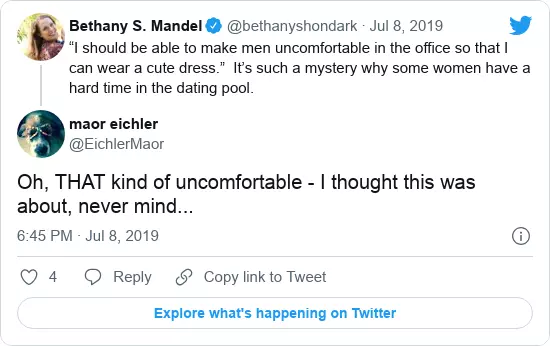 Bethany S. Mandel @bethanyshondark · Jul 8, 2019
“I should be able to make men uncomfortable in the office so that I
can wear a cute dress.” It’s such a mystery why some women have a
hard time in the dating pool.
maor eichler
@EichlerMaor
Oh, THAT kind of uncomfortable - I thought this was
about, never mind...
6:45 PM · Jul 8, 2019
4 Reply Copy link to Tweet
Explore what's happening on Twitter